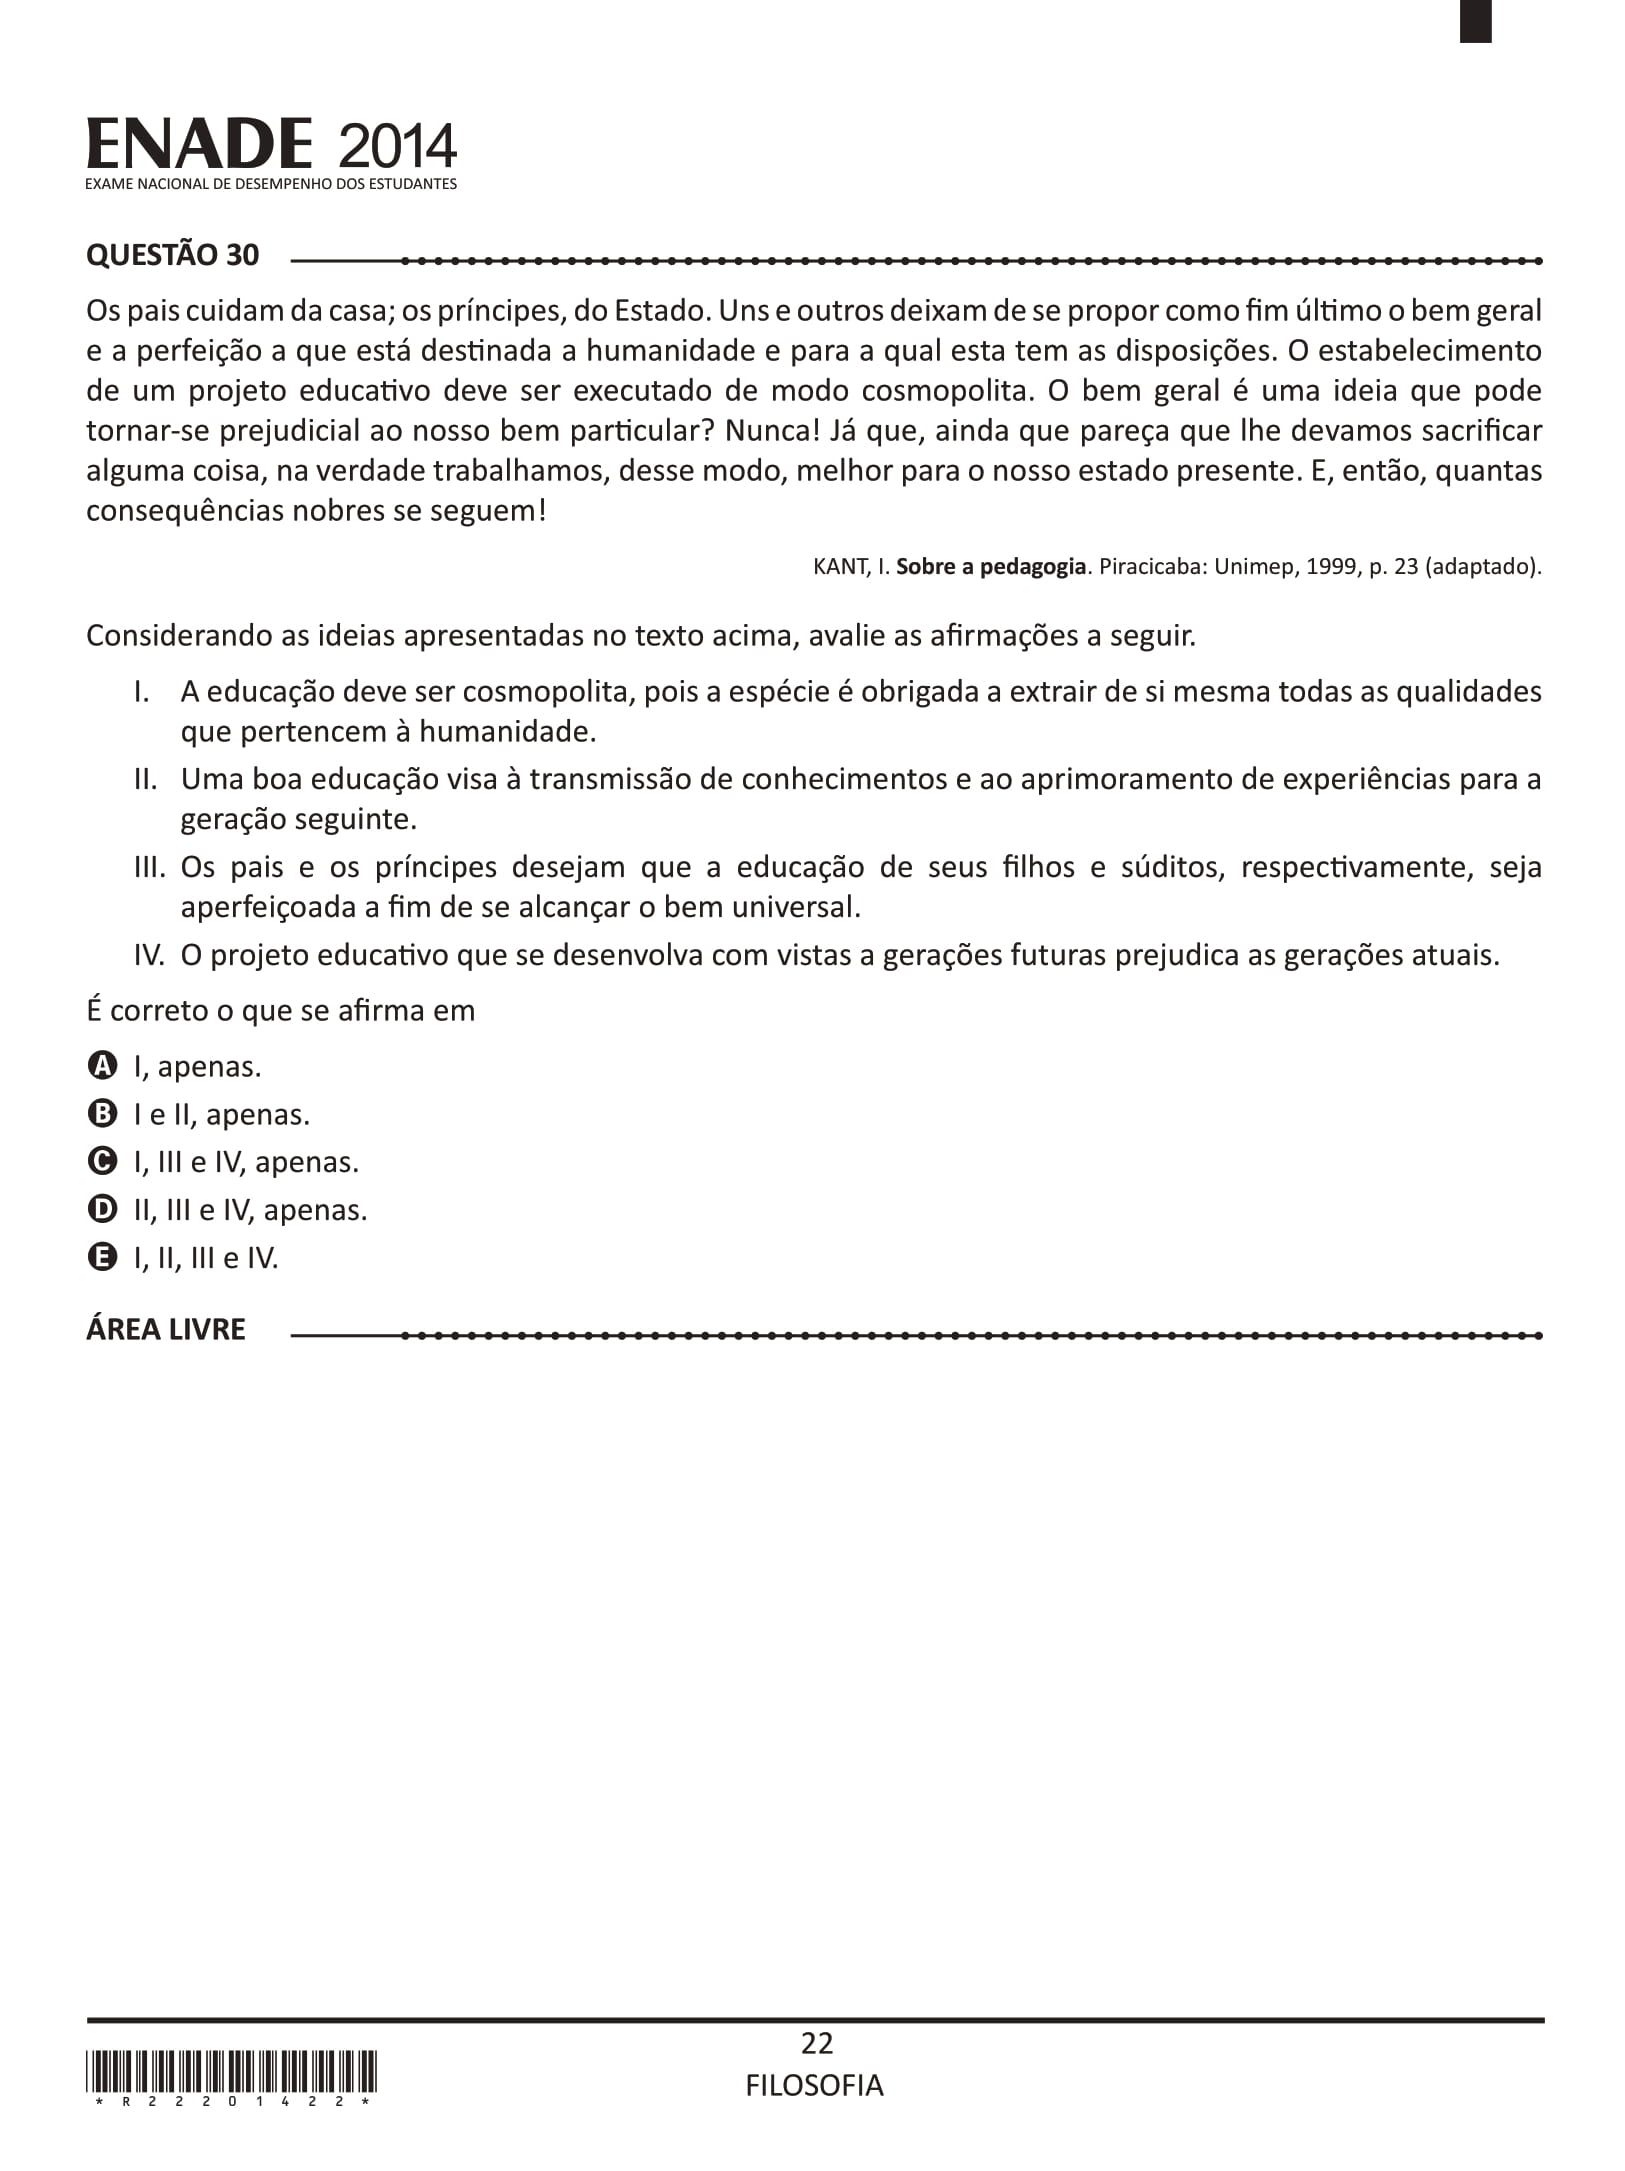 ENADE 2014
EXAME NACIONAL DE DESEMPENHO DOS ESTUDANTES
QUESTÃO 30
Os pais cuidam da casa; os príncipes, do Estado. Uns e outros deixam de se propor como fim último o bem geral
e a perfeição a que está destinada a humanidade e para a qual esta tem as disposições. O estabelecimento
de um projeto educativo deve ser executado de modo cosmopolita. O bem geral é uma ideia que pode
tornar-se prejudicial ao nosso bem particular? Nunca! Já que, ainda que pareça que lhe devamos sacrificar
alguma coisa, na verdade trabalhamos, desse modo, melhor para o nosso estado presente. E, então, quantas
consequências nobres se seguem!
KANT, I. Sobre a pedagogia. Piracicaba: Unimep, 1999, p. 23 (adaptado).
Considerando as ideias apresentadas no texto acima, avalie as afirmações a seguir.
I. A educação deve ser cosmopolita, pois a espécie é obrigada a extrair de si mesma todas as qualidades
que pertencem à humanidade.
II. Uma boa educação visa à transmissão de conhecimentos e ao aprimoramento de experiências para a
geração seguinte.
III. Os pais e os príncipes desejam que a educação de seus filhos e súditos, respectivamente, seja
aperfeiçoada a fim de se alcançar o bem universal.
IV. O projeto educativo que se desenvolva com vistas a gerações futuras prejudica as gerações atuais.
É correto o que se afirma em
A I, apenas.
B I e II, apenas.
C I, III e IV, apenas.
D II, III e IV, apenas.
E I, II, III e IV.
ÁREA LIVRE
22
FILOSOFIA
*R22201422*